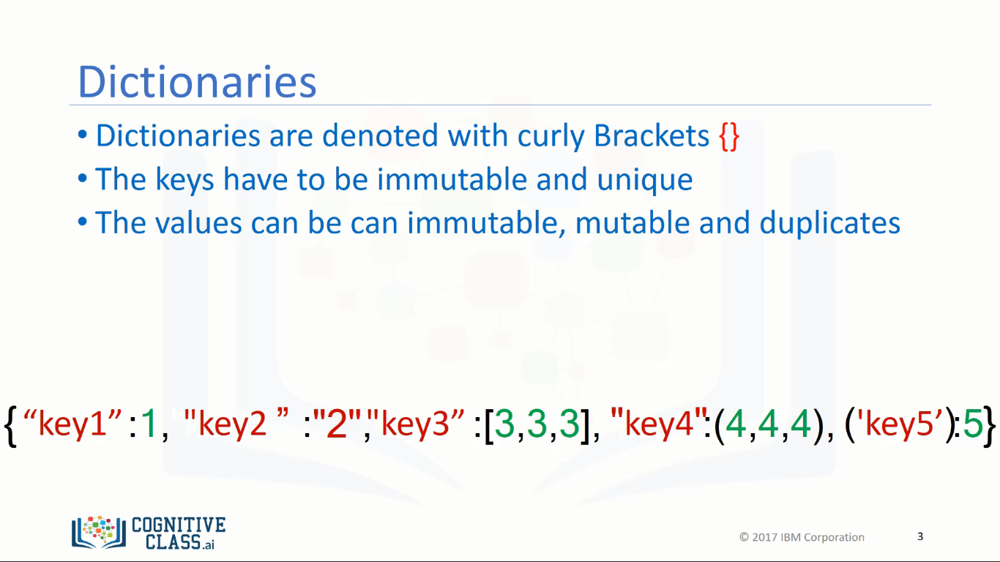 Dictionaries
• Dictionaries are denoted with curly Brackets {}
• The keys have to be immutable and unique
• The values can be can immutable, mutable and duplicates
{“key1” :1, "key2 ” :"2","key3” :[3,3,3], "key4":(4,4,4), ('key5’):5}
COGNITIVE
CLASS.ai
© 2017 IBM Corporation 3